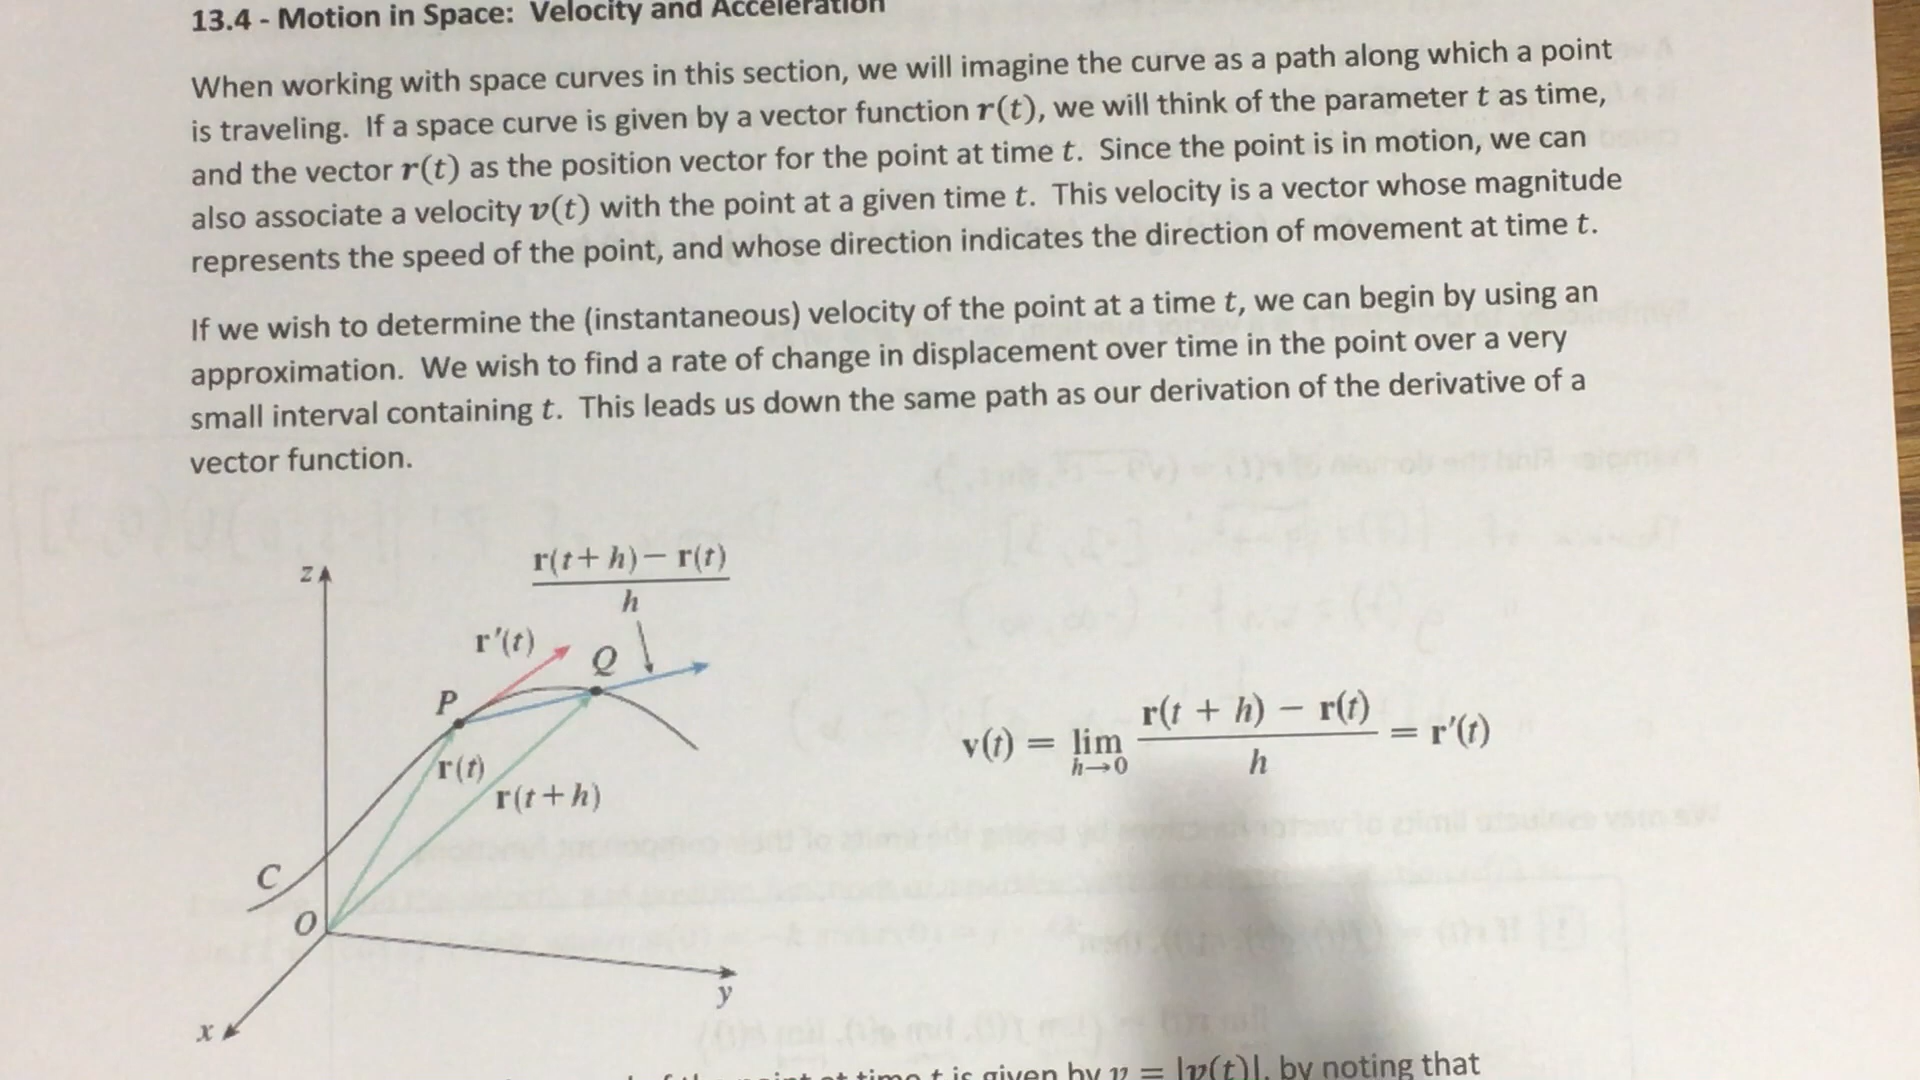 13.4 - Motion in Space: Velocity and Acceleration
When working with space curves in this section, we will imagine the curve as a path along which a point
is traveling. If a space curve is given by a vector function r(t), we will think of the parameter t as time,
and the vector r(t) as the position vector for the point at time t. Since the point is in motion, we can
also associate a velocity v(t) with the point at a given time t. This velocity is a vector whose magnitude
represents the speed of the point, and whose direction indicates the direction of movement at time t.
If we wish to determine the (instantaneous) velocity of the point at a time t, we can begin by using an
approximation. We wish to find a rate of change in displacement over time in the point over a very
small interval containing t. This leads us down the same path as our derivation of the derivative of a
vector function.
r(t + h) − r(t)
h
z
r′(t)
Q
P
r(t)
r(t + h)
C
O
y
x
v(t) = lim h→0 r(t + h) − r(t) / h = r′(t)
time t is given by v = |v(t)|, by noting that